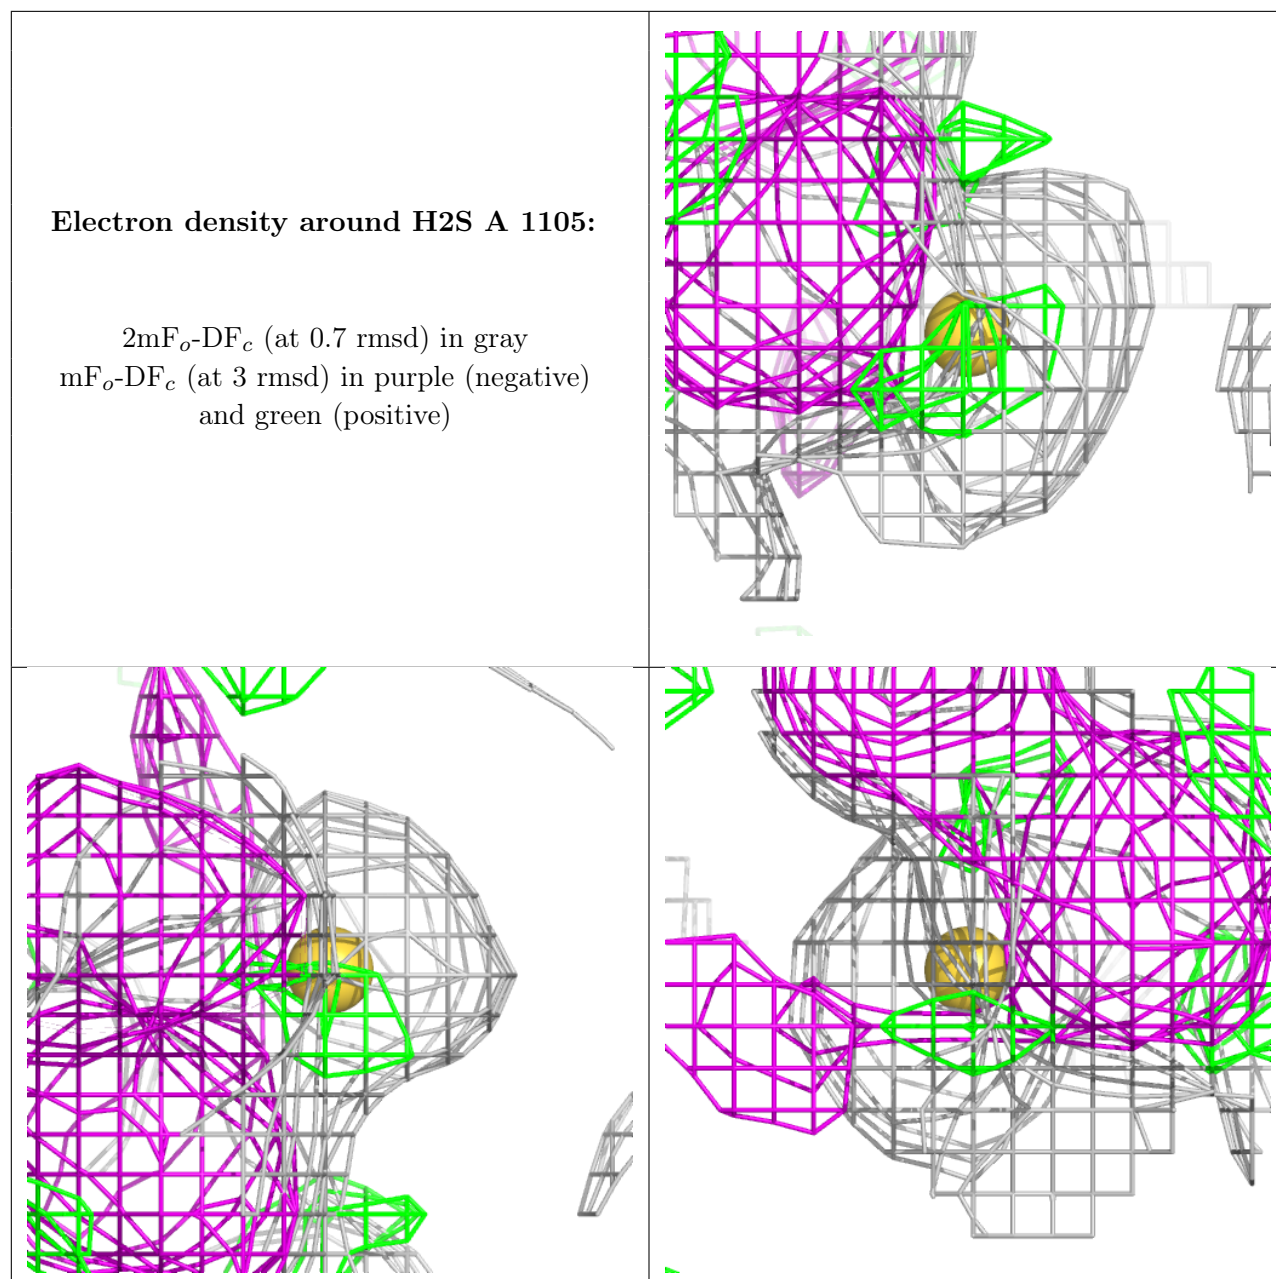 Electron density around H2S A 1105:
2mFo-DFc (at 0.7 rmsd) in gray
mFo-DFc (at 3 rmsd) in purple (negative)
and green (positive)